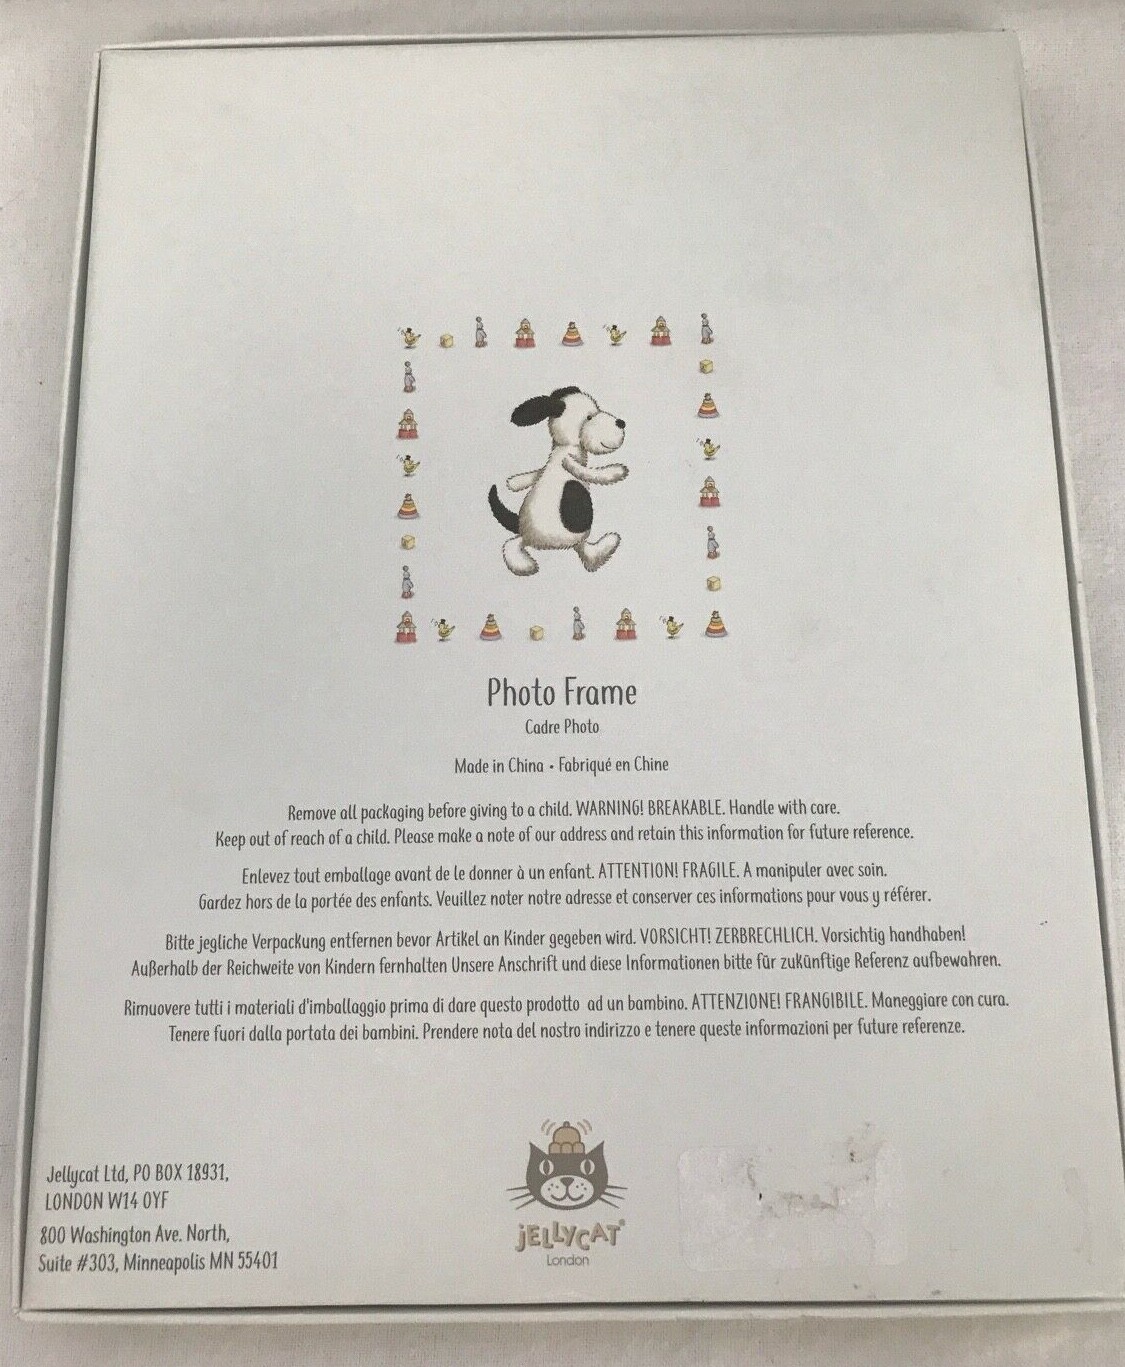 Photo Frame
Cadre Photo
Made in China • Fabriqué en Chine
Remove all packaging before giving to a child. WARNING! BREAKABLE. Handle with care.
Keep out of reach of a child. Please make a note of our address and retain this information for future reference.
Enlevez tout emballage avant de le donner à un enfant. ATTENTION! FRAGILE. A manipuler avec soin.
Gardez hors de la portée des enfants. Veuillez noter notre adresse et conserver ces informations pour vous y référer.
Bitte jegliche Verpackung entfernen bevor Artikel an Kinder gegeben wird. VORSICHT! ZERBRECHLICH. Vorsichtig handhaben!
Außerhalb der Reichweite von Kindern fernhalten Unsere Anschrift und diese Informationen bitte für zukünftige Referenz aufbewahren.
Rimuovere tutti i materiali d'imballaggio prima di dare questo prodotto ad un bambino. ATTENZIONE! FRANGIBILE. Maneggiare con cura.
Tenere fuori dalla portata dei bambini. Prendere nota del nostro indirizzo e tenere queste informazioni per future referenze.
Jellycat Ltd, PO BOX 18931,
LONDON W14 0YF
800 Washington Ave. North,
Suite #303, Minneapolis MN 55401
jELLYCAT®
London